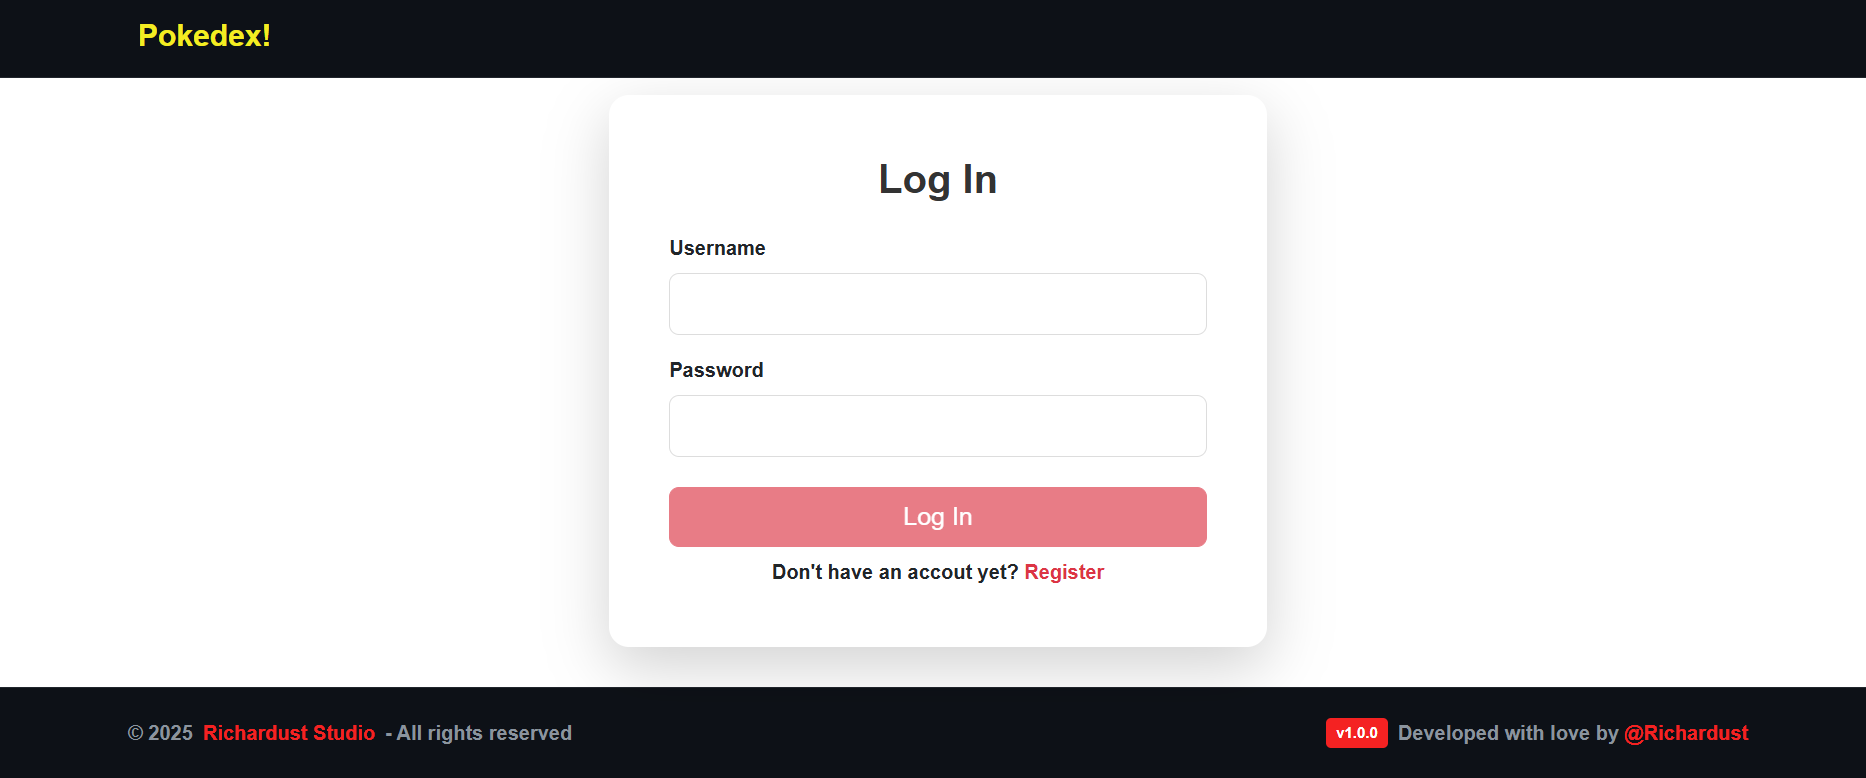 Pokedex!
Log In
Username
Password
Log In
Don't have an accout yet? Register
© 2025 Richardust Studio - All rights reserved
v1.0.0 Developed with love by @Richardust